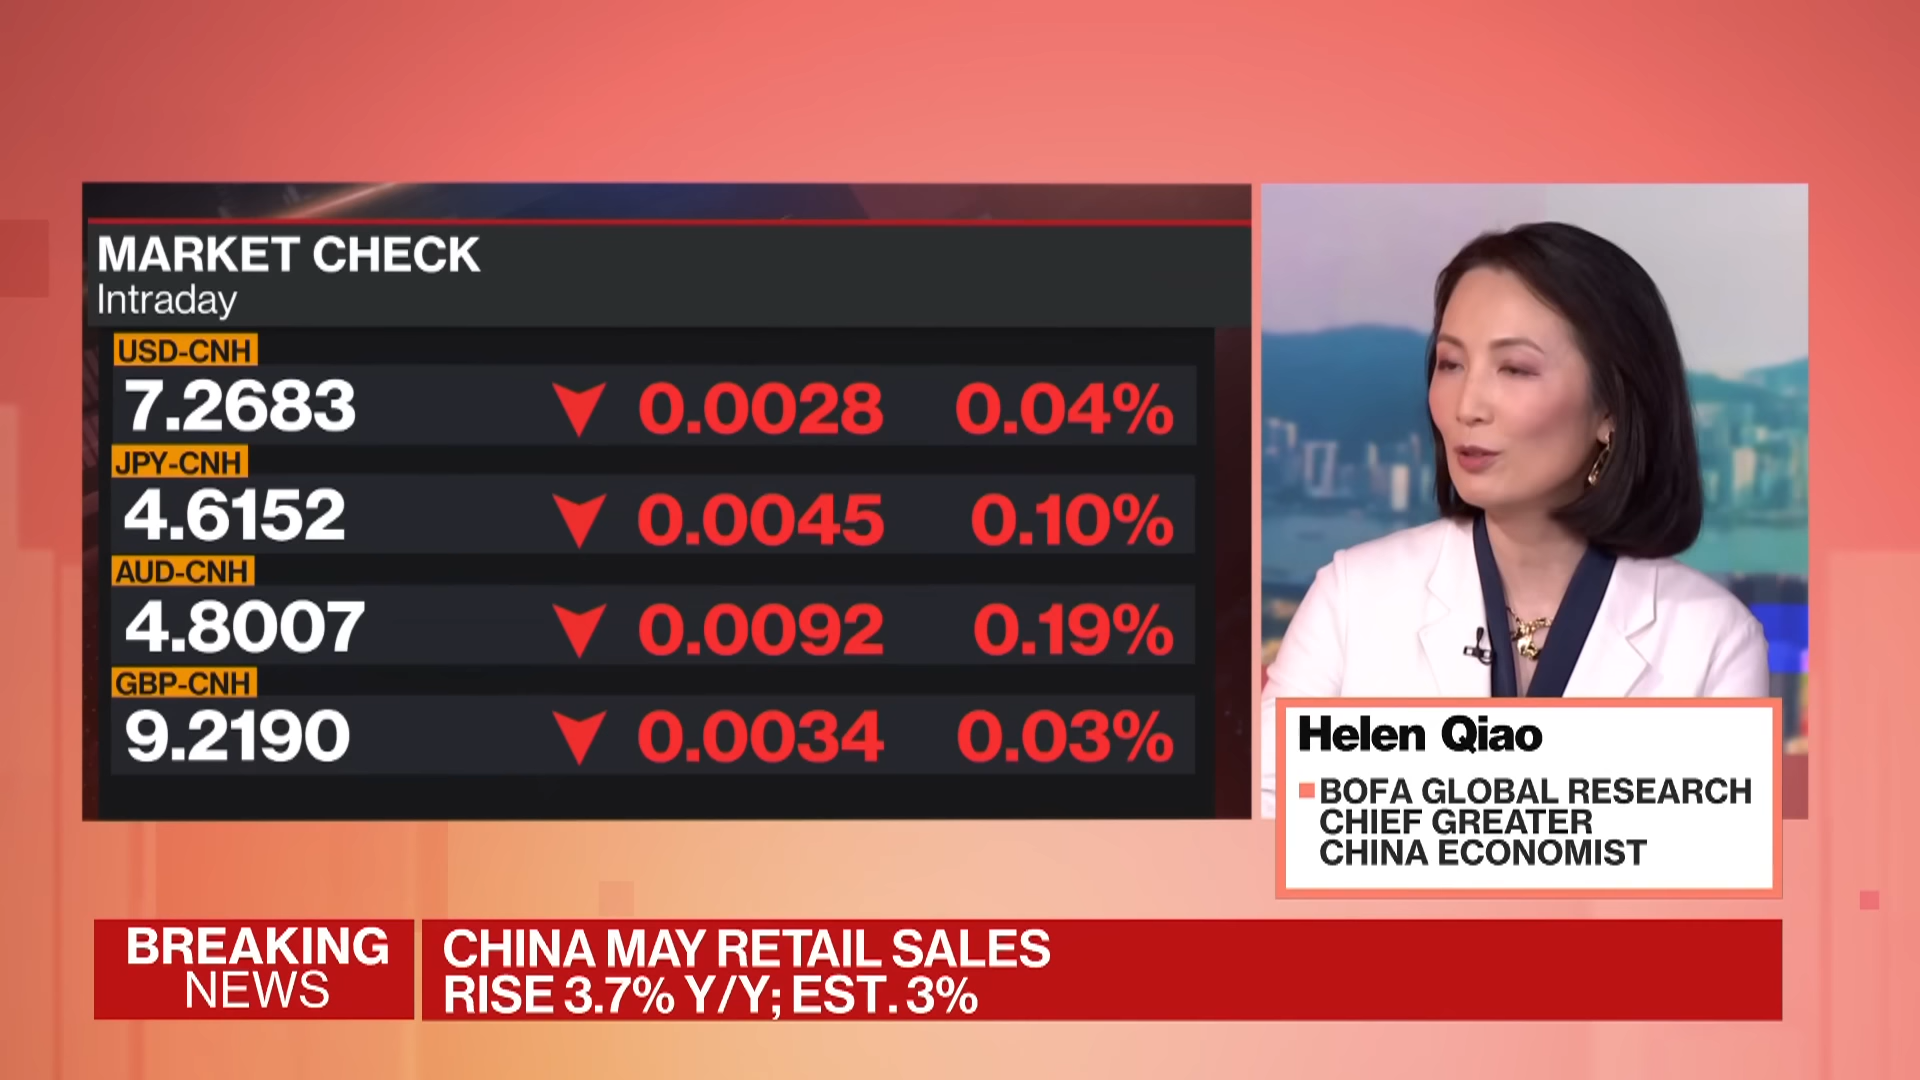 MARKET CHECK
Intraday
USD-CNH
7.2683 0.0028 0.04%
JPY-CNH
4.6152 0.0045 0.10%
AUD-CNH
4.8007 0.0092 0.19%
GBP-CNH
9.2190 0.0034 0.03%
Helen Qiao
BOFA GLOBAL RESEARCH
CHIEF GREATER
CHINA ECONOMIST
BREAKING
NEWS
CHINA MAY RETAIL SALES
RISE 3.7% Y/Y; EST. 3%